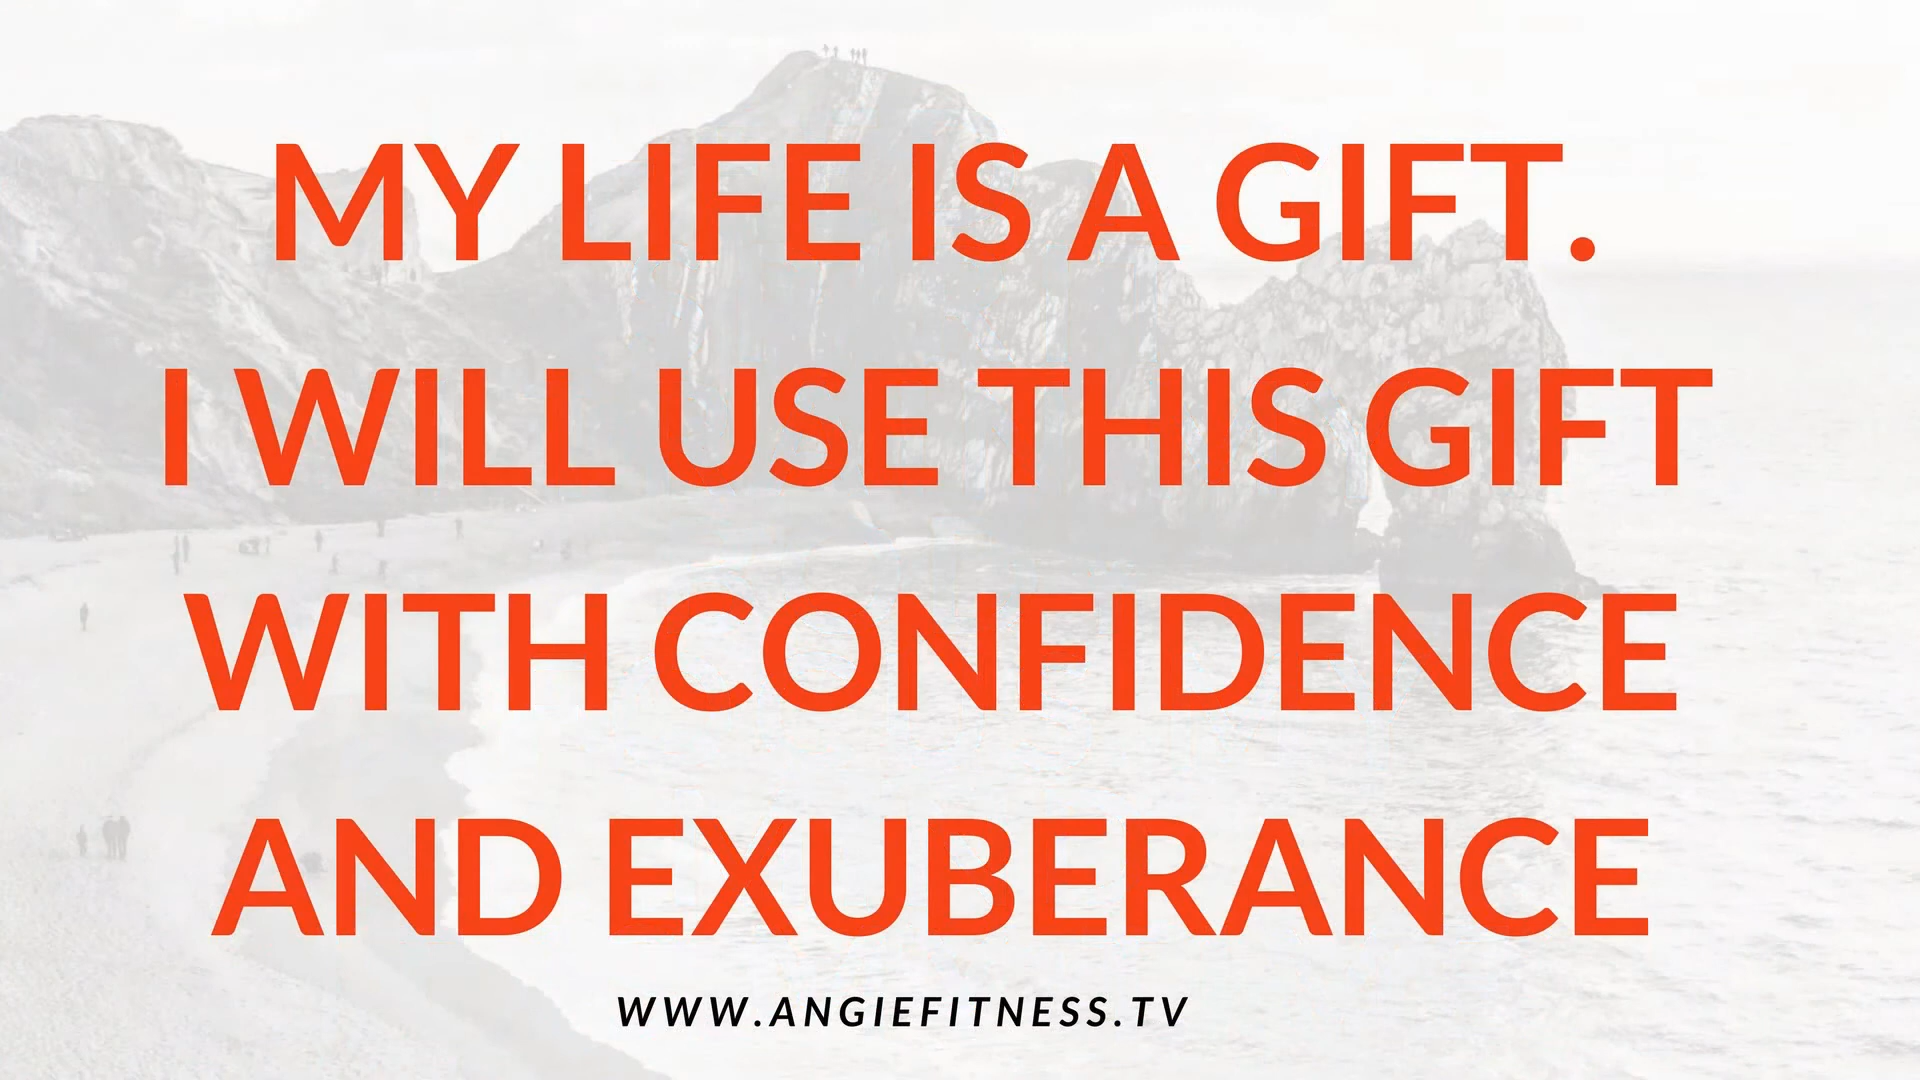 MY LIFE IS A GIFT.
I WILL USE THIS GIFT
WITH CONFIDENCE
AND EXUBERANCE
WWW.ANGIEFITNESS.TV